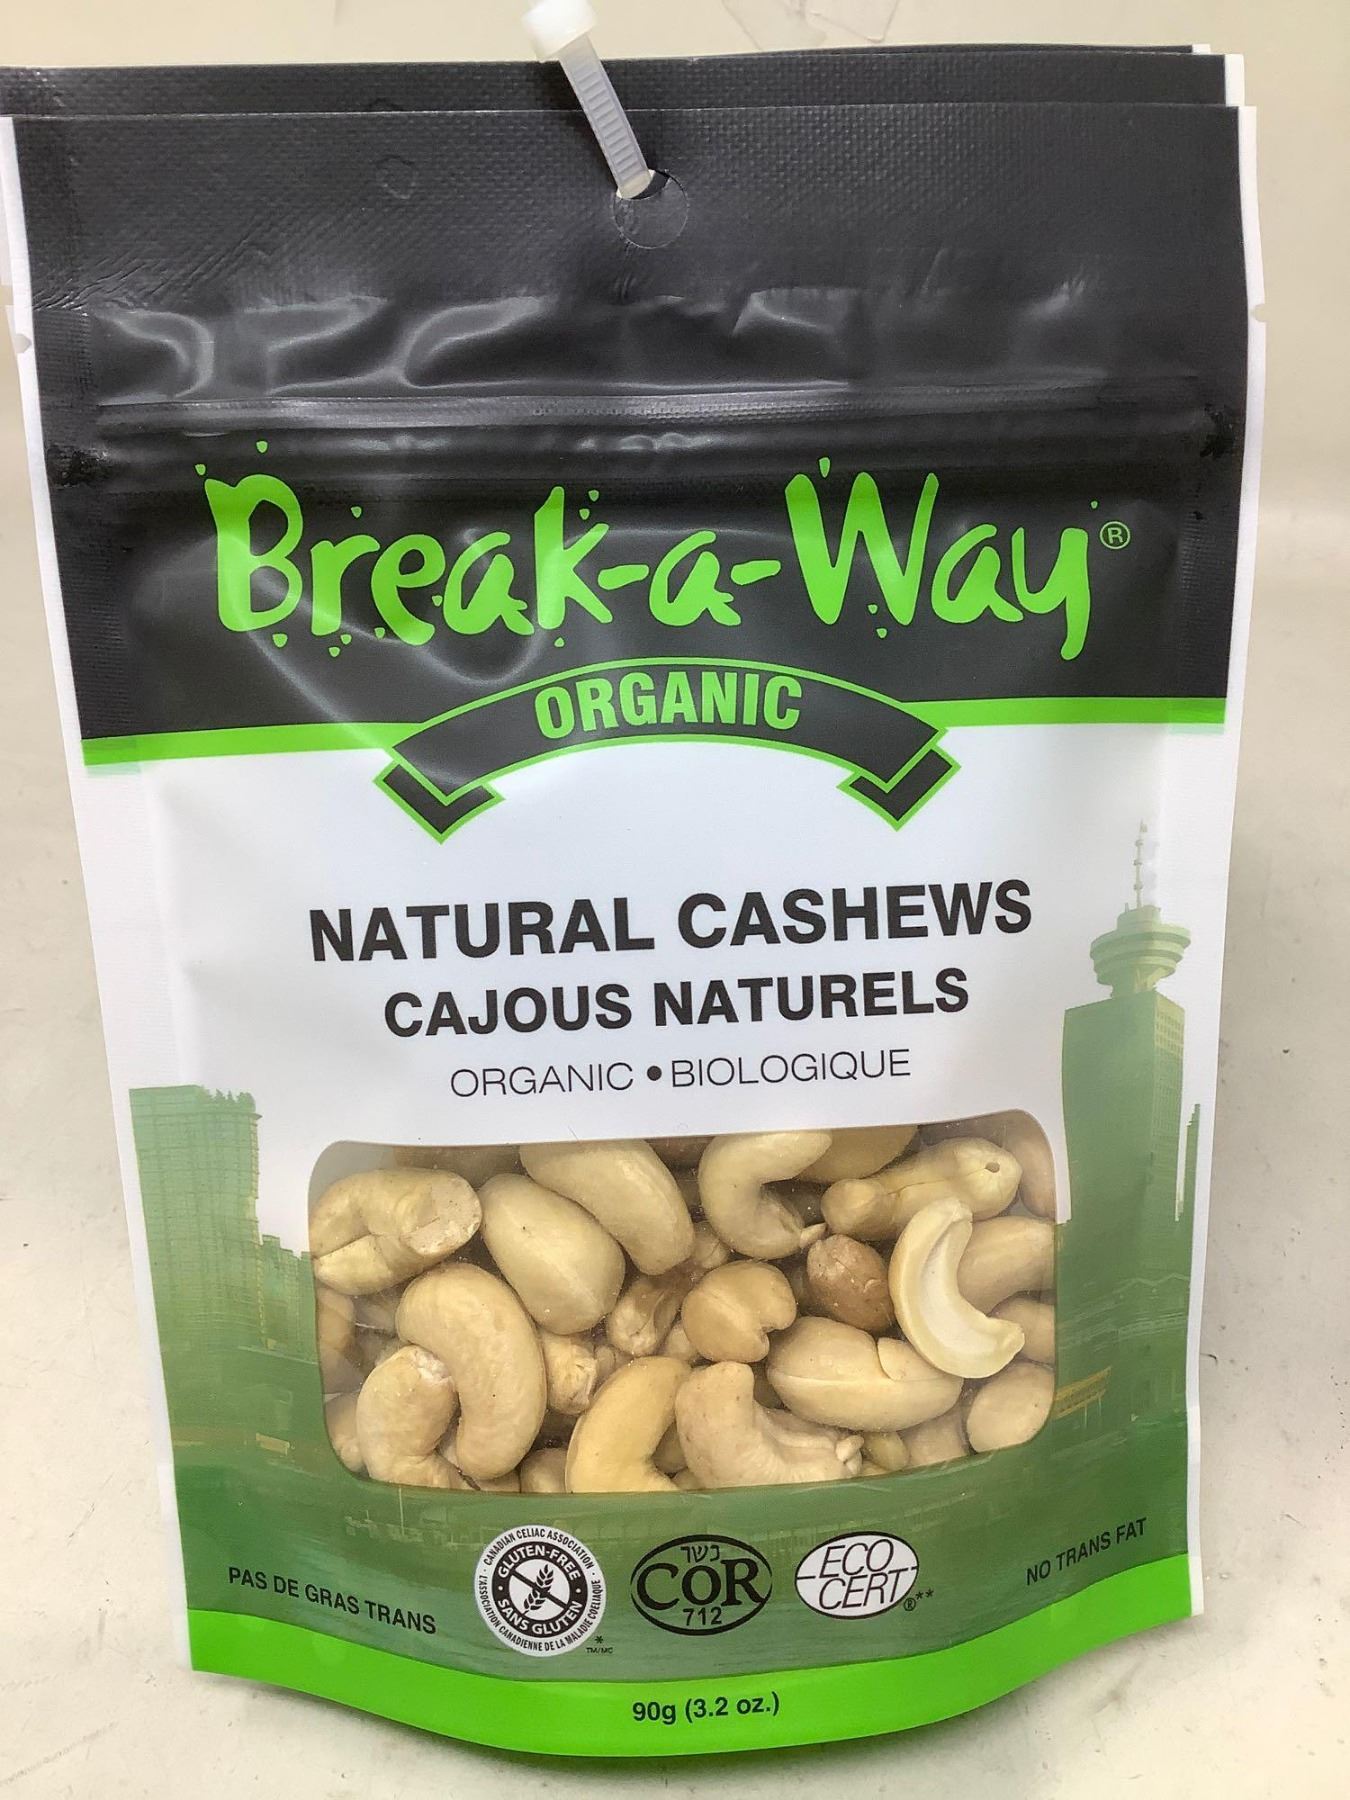 Break-a-Way®
ORGANIC
NATURAL CASHEWS
CAJOUS NATURELS
ORGANIC • BIOLOGIQUE
PAS DE GRAS TRANS
CANADIAN CELIAC ASSOCIATION
GLUTEN-FREE
SANS GLUTEN
L'ASSOCIATION CANADIENNE DE LA MALADIE COELIAQUE
*
TM/MC
כשר
COR
712
ECO
CERT®**
NO TRANS FAT
90g (3.2 oz.)